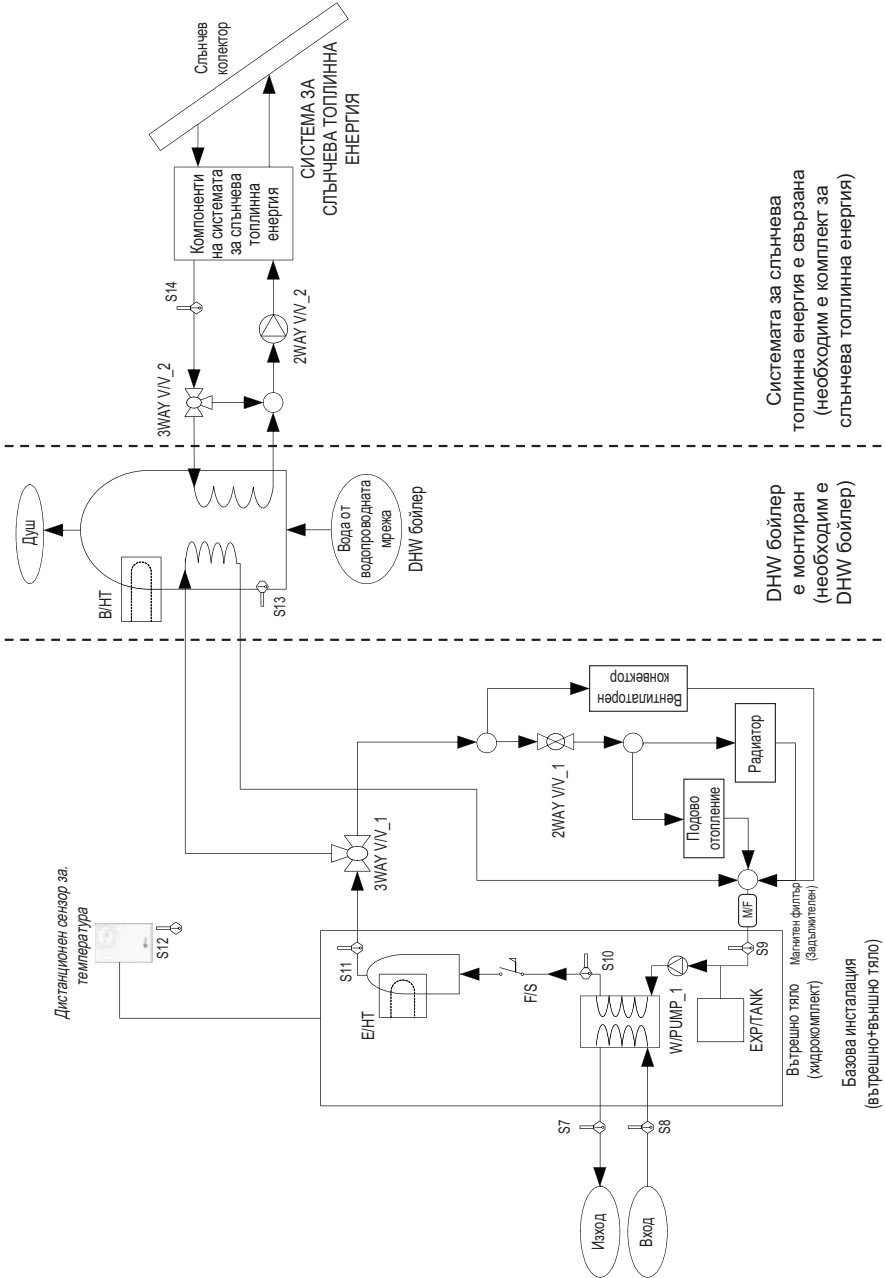 Дистанционен сензор за.
температура
S12
Изход
Вход
S7
S8
S11
E/HT
F/S
S10
W/PUMP_1
EXP/TANK
S9
M/F
Магнитен филтър
(Задължителен)
Вътрешно тяло
(хидрокомплект)
Базова инсталация
(вътрешно+външно тяло)
3WAY V/V_1
2WAY V/V_1
Вентилаторен
конвектор
Подово
отопление
Радиатор
Душ
B/HT
S13
Вода от
водопроводната
мрежа
DHW бойлер
DHW бойлер
е монтиран
(необходим е
DHW бойлер)
3WAY V/V_2
S14
2WAY V/V_2
Компоненти
на системата
за слънчева
топлинна
енергия
Слънчев
колектор
СИСТЕМА ЗА
СЛЪНЧЕВА ТОПЛИННА
ЕНЕРГИЯ
Системата за слънчева
топлинна енергия е свързана
(необходим е комплект за
слънчева топлинна енергия)